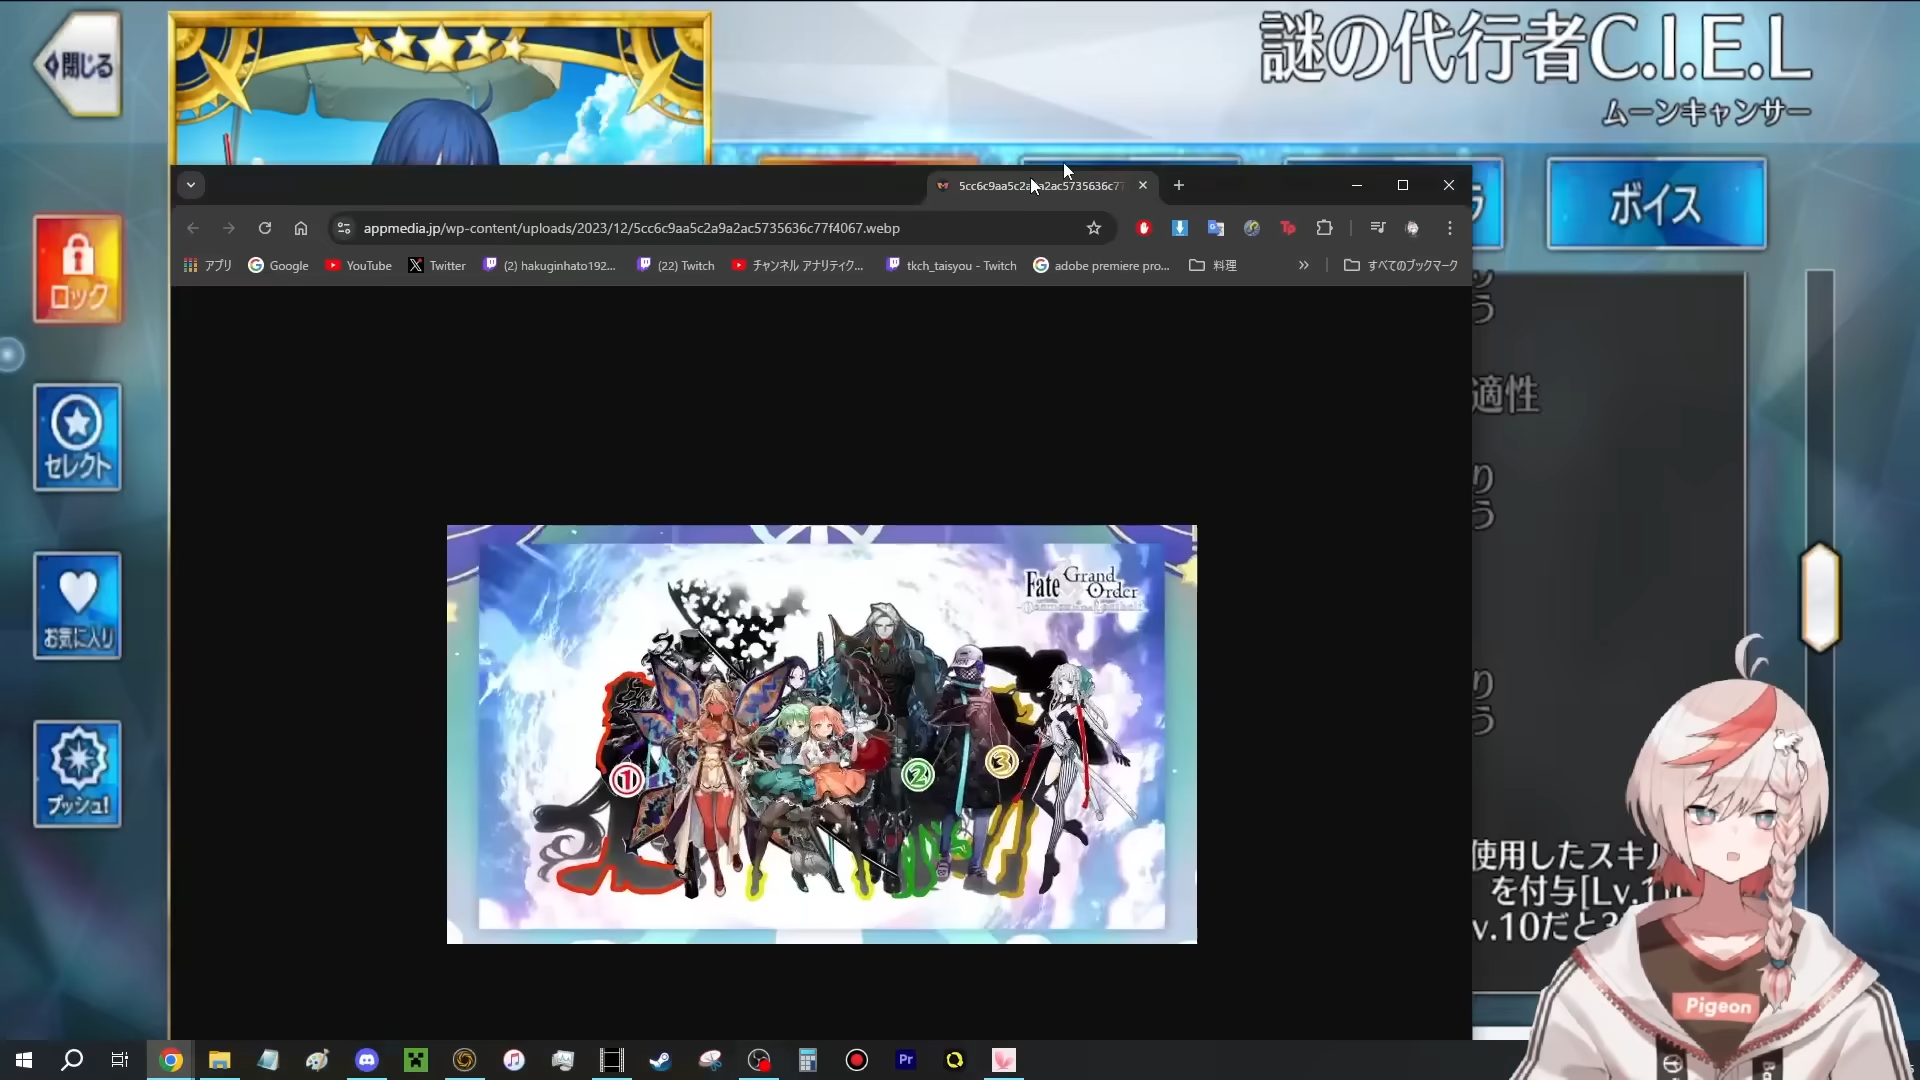 閉じる
謎の代行者C.I.E.L
ムーンキャンサー
ボイス
ロック
セレクト
お気に入り
プッシュ!
appmedia.jp/wp-content/uploads/2023/12/5cc6c9aa5c2a9a2ac5735636c77f4067.webp
アプリ
Google
YouTube
Twitter
(2) hakuginhato192...
(22) Twitch
チャンネル アナリティク...
tkch_taisyou - Twitch
adobe premiere pro...
料理
すべてのブックマーク
適性
Fate Grand Order
①
②
③
使用したスキル
を付与[Lv.1
v.10だと3
Pigeon
Pr